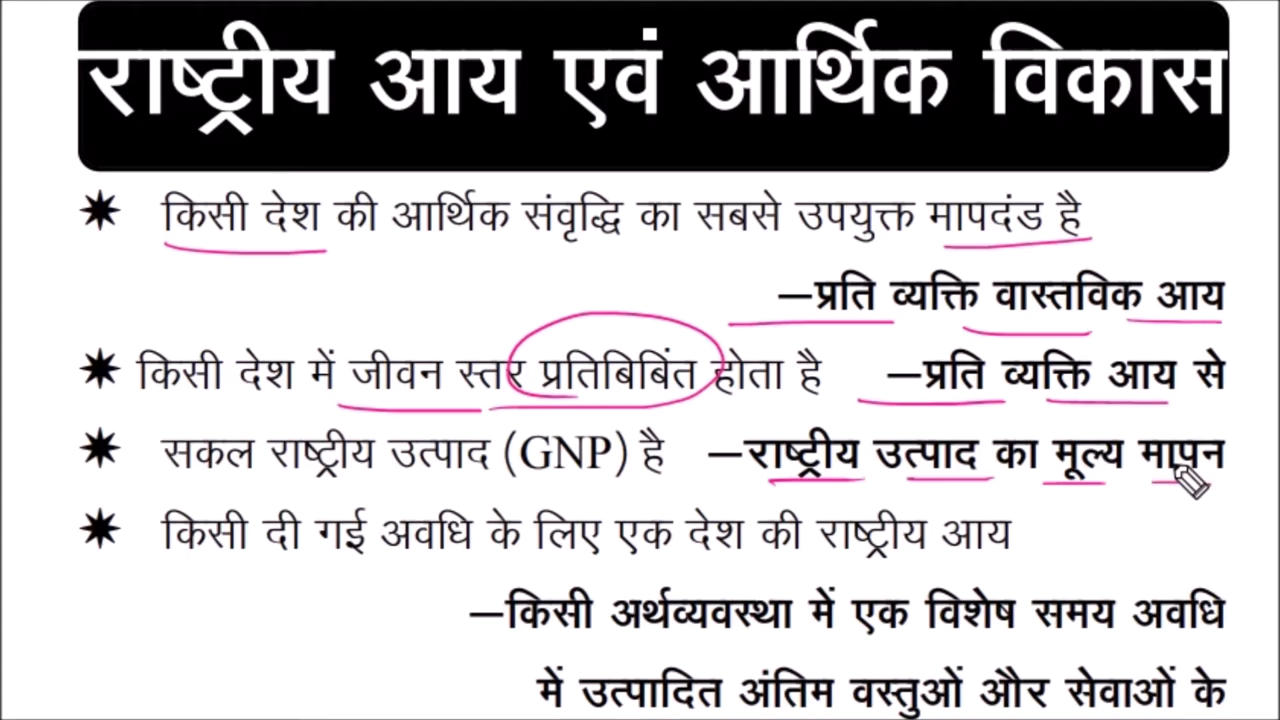 राष्ट्रीय आय एवं आर्थिक विकास
✷ किसी देश की आर्थिक संवृद्धि का सबसे उपयुक्त मापदंड है
–प्रति व्यक्ति वास्तविक आय
✷ किसी देश में जीवन स्तर प्रतिबिबिंत होता है –प्रति व्यक्ति आय से
✷ सकल राष्ट्रीय उत्पाद (GNP) है –राष्ट्रीय उत्पाद का मूल्य मापन
✷ किसी दी गई अवधि के लिए एक देश की राष्ट्रीय आय
–किसी अर्थव्यवस्था में एक विशेष समय अवधि
में उत्पादित अंतिम वस्तुओं और सेवाओं के